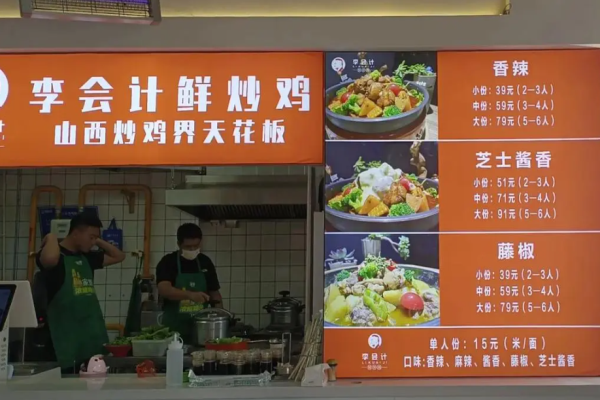 李会计鲜炒鸡
山西炒鸡界天花板
李会计
香辣
小份：39元（2—3人）
中份：59元（3—4人）
大份：79元（5—6人）
芝士酱香
小份：51元（2—3人）
中份：71元（3—4人）
大份：91元（5—6人）
藤椒
小份：39元（2—3人）
中份：59元（3—4人）
大份：79元（5—6人）
李会计
单人份：15元（米/面）
口味:香辣、麻辣、酱香、藤椒、芝士酱香